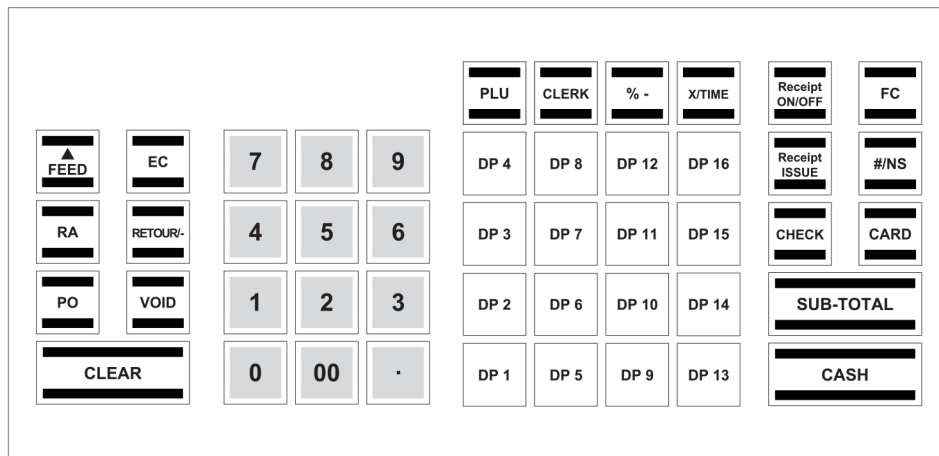 PLU CLERK % - X/TIME Receipt ON/OFF FC
▲
FEED EC 7 8 9 DP 4 DP 8 DP 12 DP 16 Receipt ISSUE #/NS
RA RETOUR/- 4 5 6 DP 3 DP 7 DP 11 DP 15 CHECK CARD
PO VOID 1 2 3 DP 2 DP 6 DP 10 DP 14 SUB-TOTAL
CLEAR 0 00 . DP 1 DP 5 DP 9 DP 13 CASH